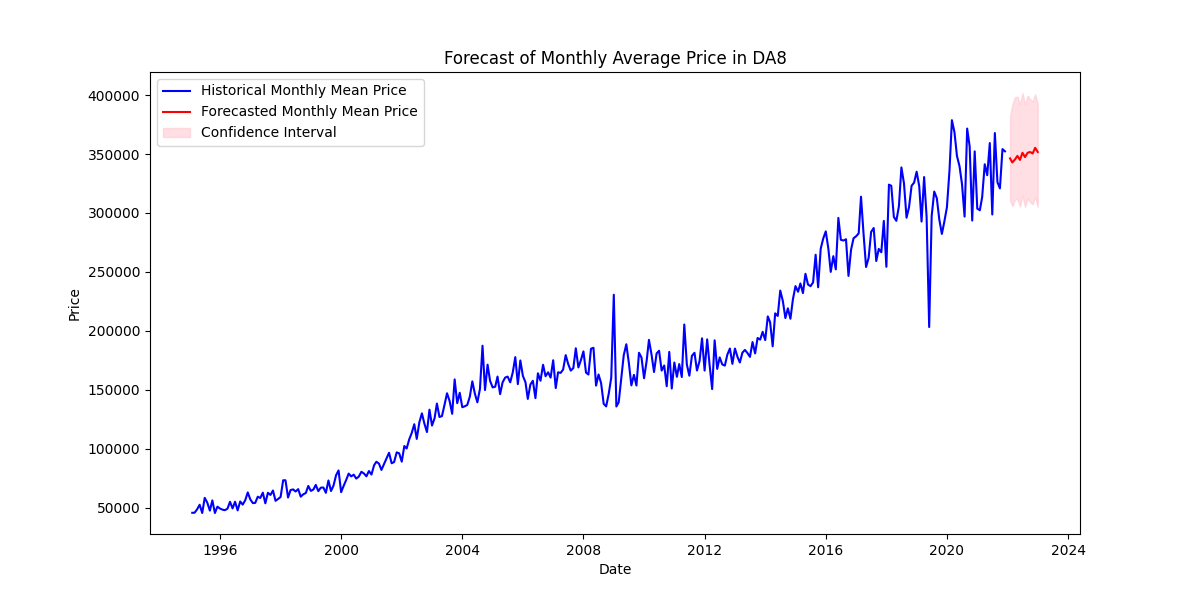 Forecast of Monthly Average Price in DA8
Historical Monthly Mean Price
Forecasted Monthly Mean Price
Confidence Interval
400000
350000
300000
250000
200000
150000
100000
50000
Price
1996 2000 2004 2008 2012 2016 2020 2024
Date